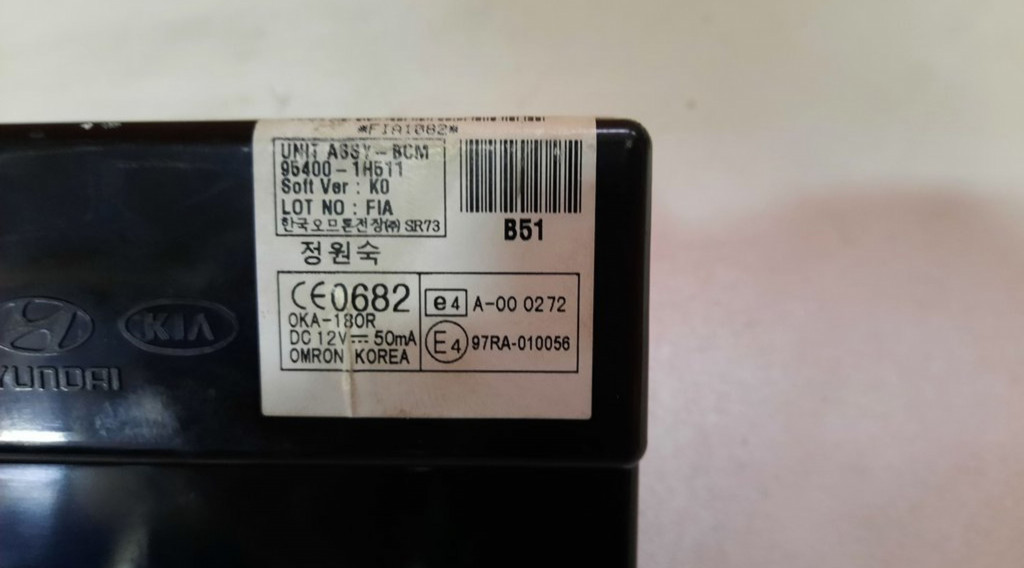 *FIA1082*
UNIT ASSY-BCM
95400-1H511
Soft Ver : K0
LOT NO : FIA
한국오므론전장㈜ SR73
B51
정원숙
CE0682
OKA-180R
DC 12V⎓50mA
OMRON KOREA
e4 A-00 0272
E4 97RA-010056
KIA
HYUNDAI